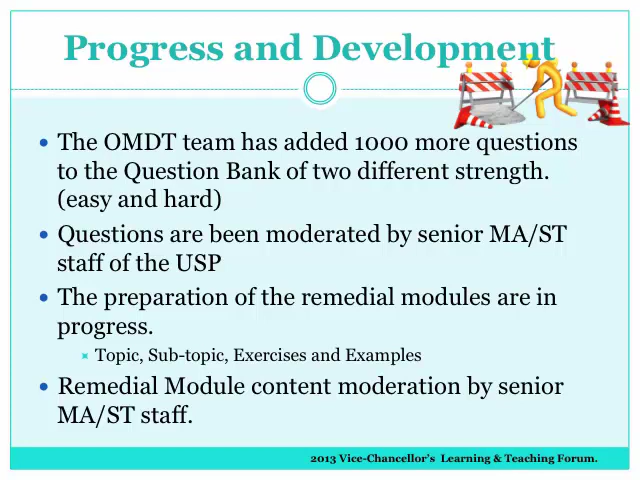 Progress and Development
• The OMDT team has added 1000 more questions
to the Question Bank of two different strength.
(easy and hard)
• Questions are been moderated by senior MA/ST
staff of the USP
• The preparation of the remedial modules are in
progress.
Topic, Sub-topic, Exercises and Examples
• Remedial Module content moderation by senior
MA/ST staff.
2013 Vice-Chancellor's Learning & Teaching Forum.